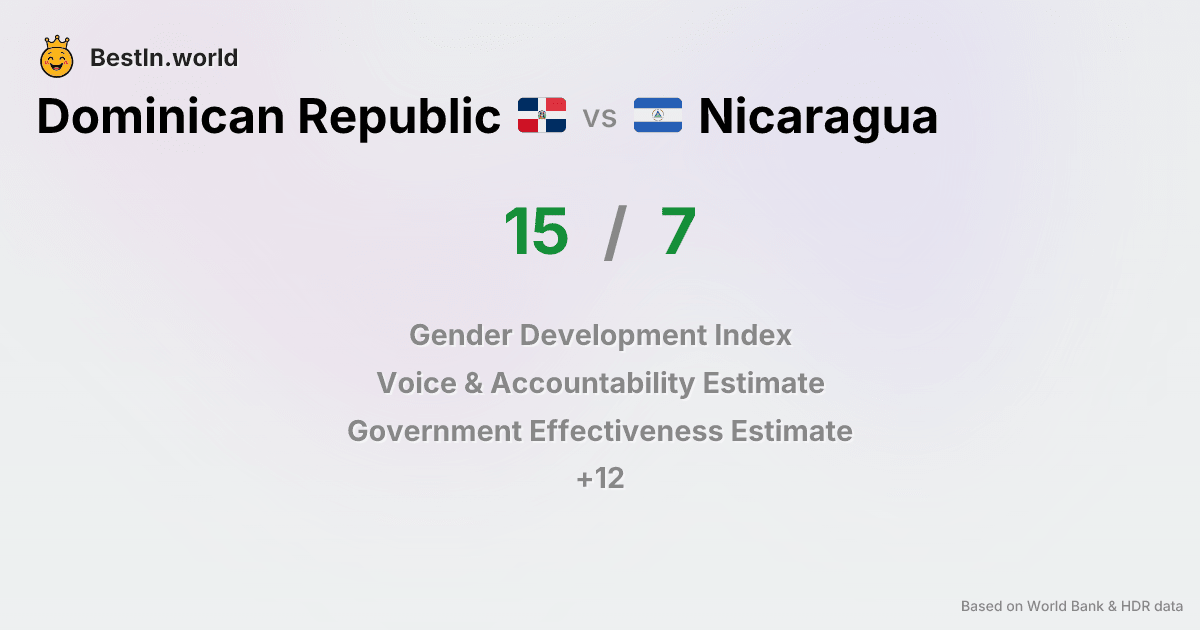 BestIn.world
Dominican Republic vs Nicaragua
15 / 7
Gender Development Index
Voice & Accountability Estimate
Government Effectiveness Estimate
+12
Based on World Bank & HDR data